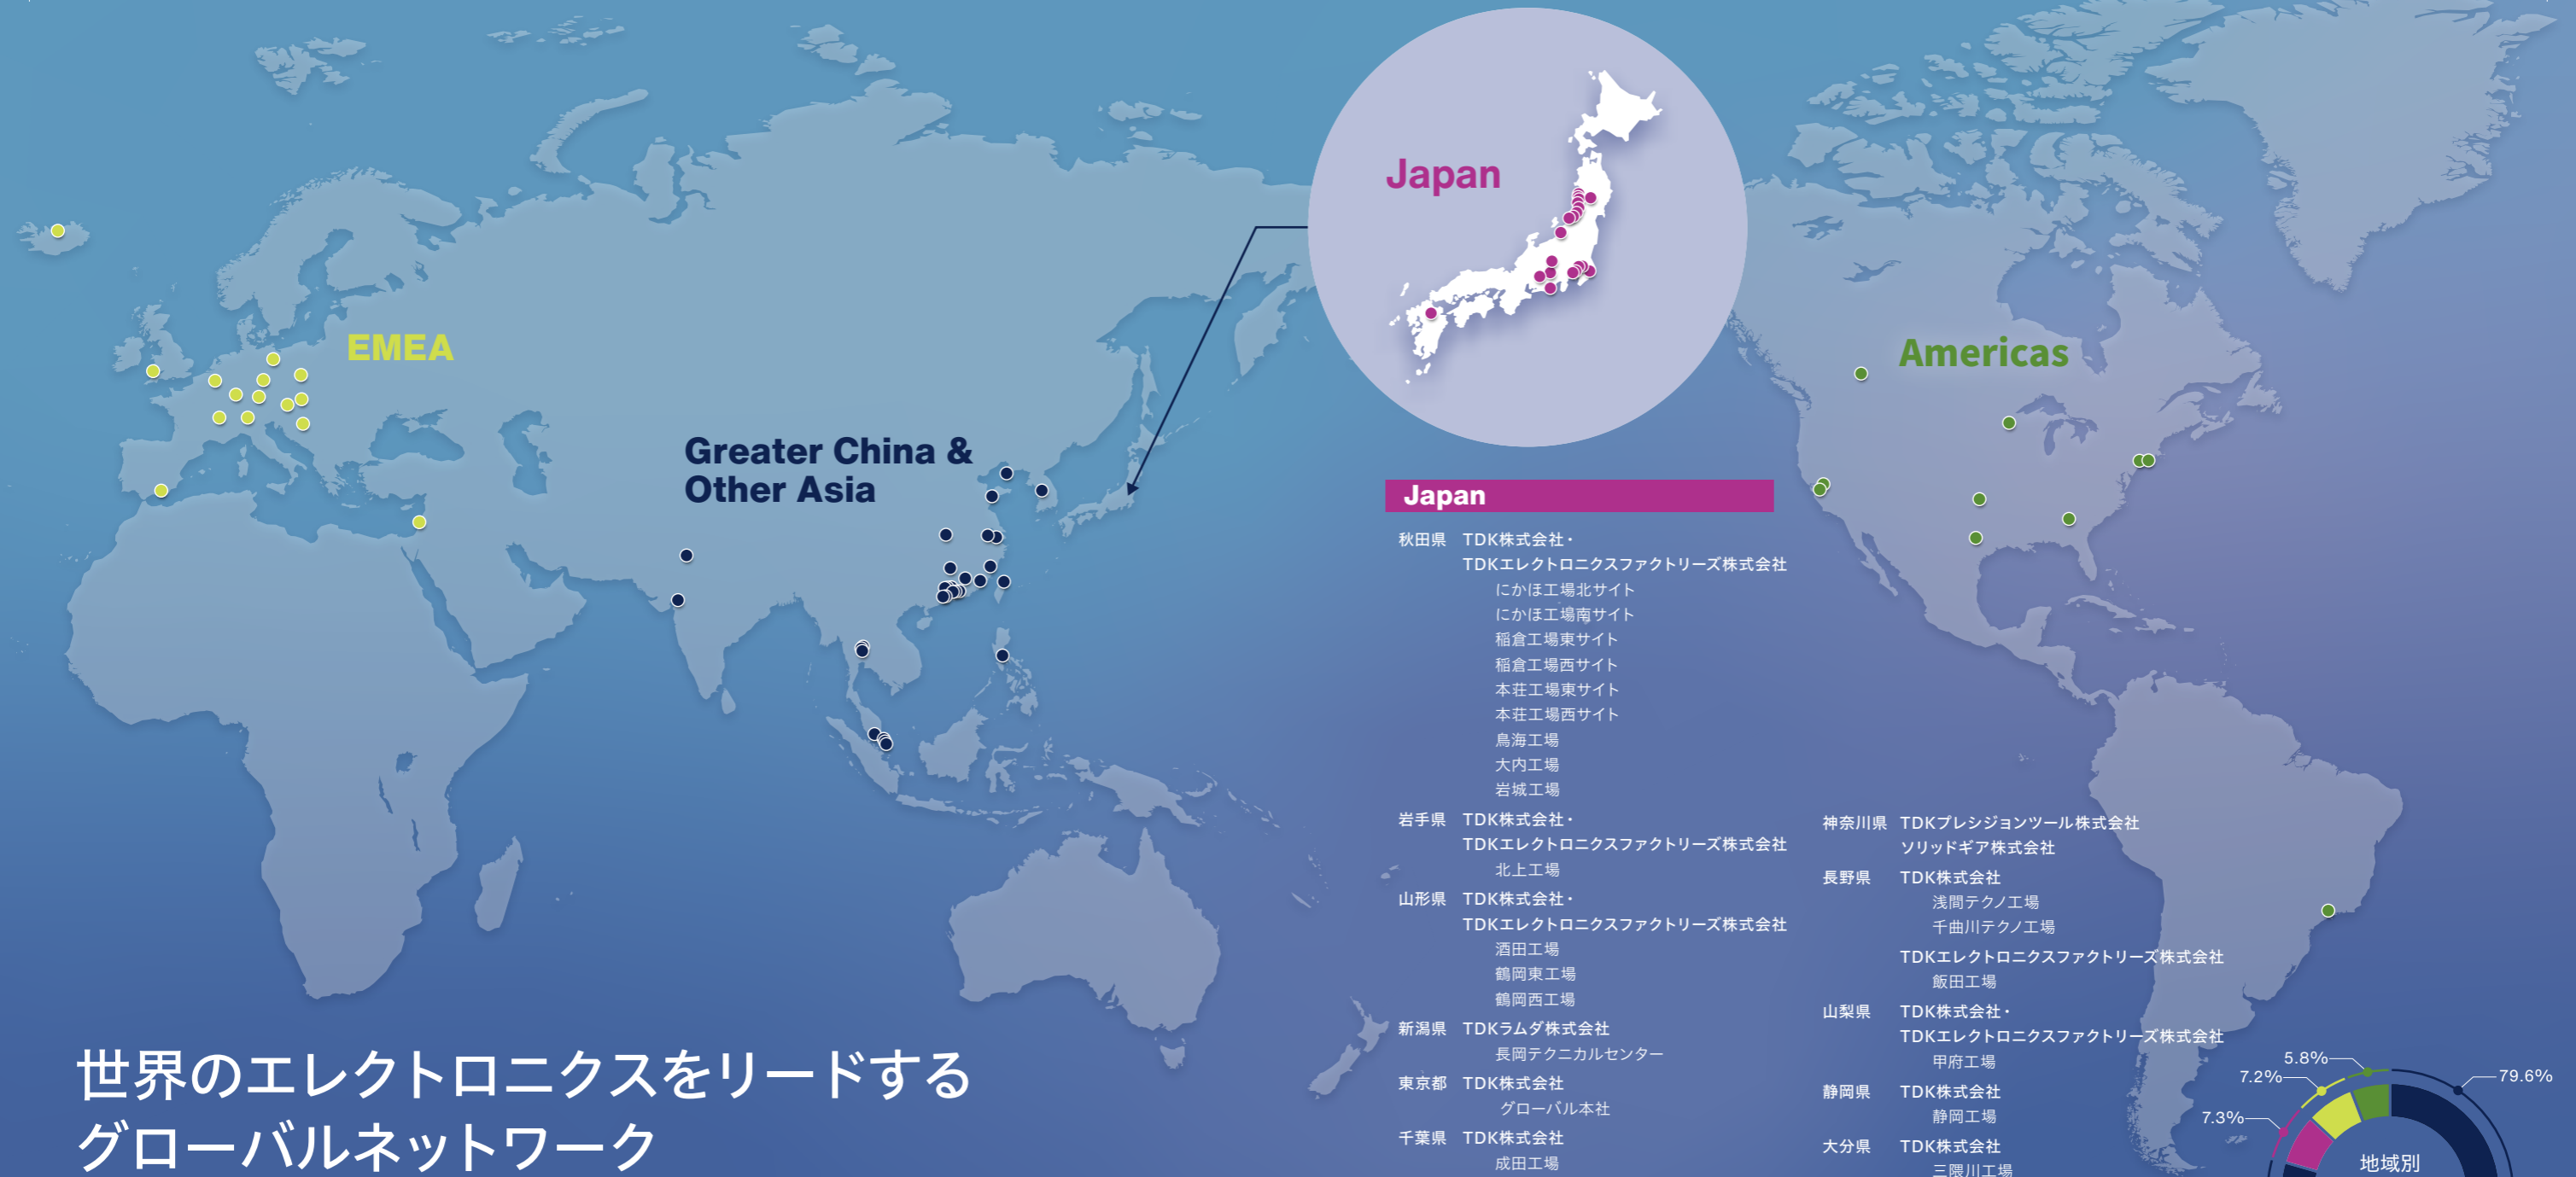 Japan
EMEA
Americas
Greater China &
Other Asia
Japan
秋田県 TDK株式会社・
TDKエレクトロニクスファクトリーズ株式会社
にかほ工場北サイト
にかほ工場南サイト
稲倉工場東サイト
稲倉工場西サイト
本荘工場東サイト
本荘工場西サイト
鳥海工場
大内工場
岩城工場
岩手県 TDK株式会社・
TDKエレクトロニクスファクトリーズ株式会社
北上工場
山形県 TDK株式会社・
TDKエレクトロニクスファクトリーズ株式会社
酒田工場
鶴岡東工場
鶴岡西工場
新潟県 TDKラムダ株式会社
長岡テクニカルセンター
東京都 TDK株式会社
グローバル本社
千葉県 TDK株式会社
成田工場
神奈川県 TDKプレシジョンツール株式会社
ソリッドギア株式会社
長野県 TDK株式会社
浅間テクノ工場
千曲川テクノ工場
TDKエレクトロニクスファクトリーズ株式会社
飯田工場
山梨県 TDK株式会社・
TDKエレクトロニクスファクトリーズ株式会社
甲府工場
静岡県 TDK株式会社
静岡工場
大分県 TDK株式会社
三隈川工場
世界のエレクトロニクスをリードする
グローバルネットワーク
5.8%
7.2%
79.6%
7.3%
地域別